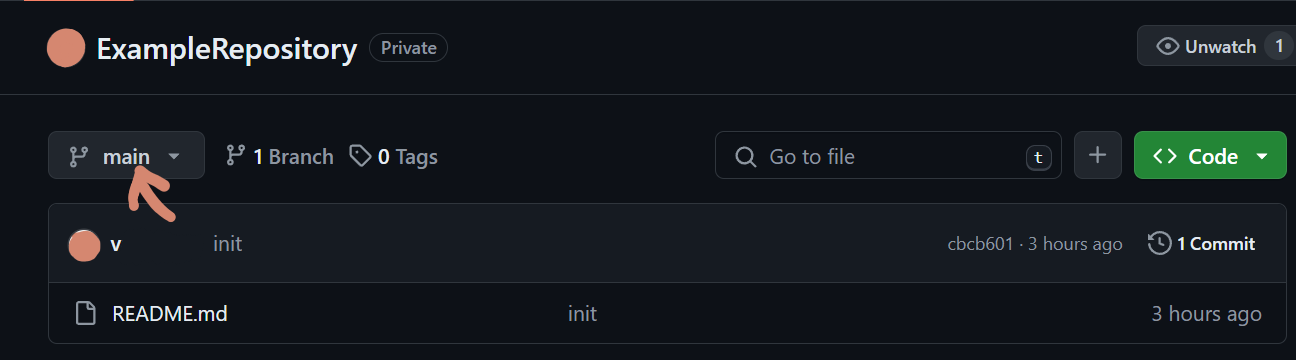 ExampleRepository Private Unwatch 1
main 1 Branch 0 Tags Go to file t + Code
v init cbcb601 · 3 hours ago 1 Commit
README.md init 3 hours ago